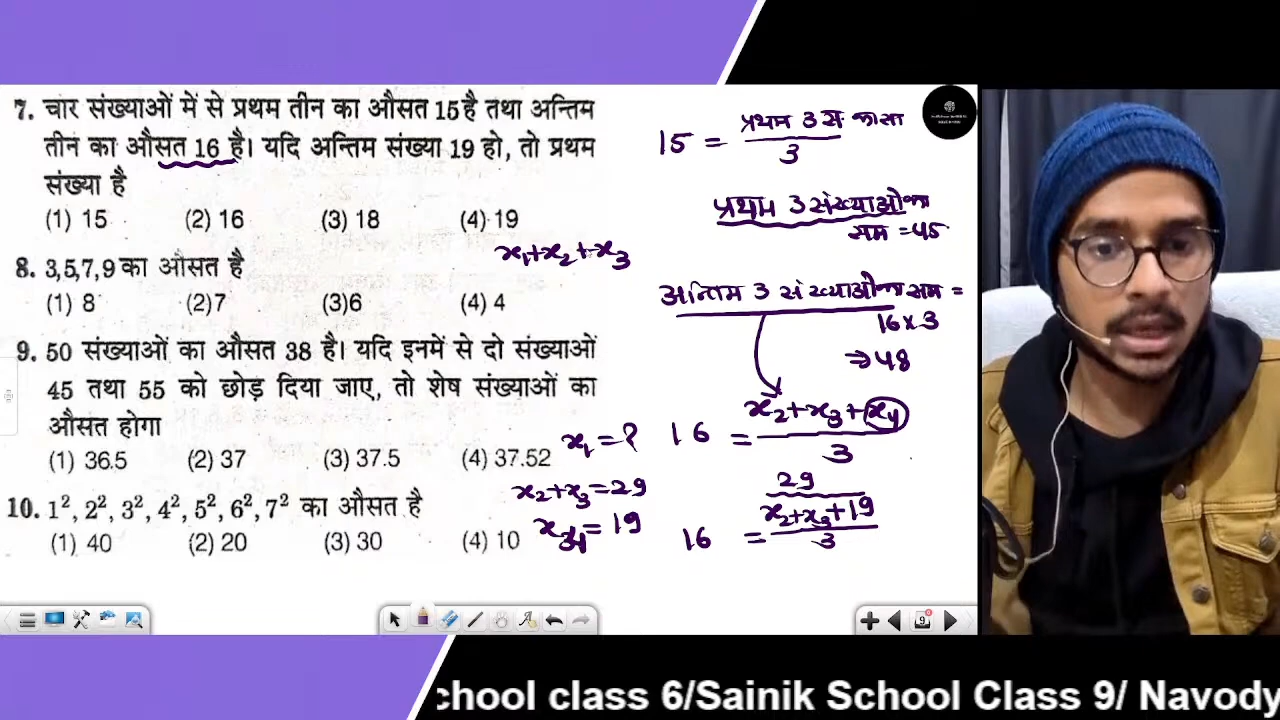 7. चार संख्याओं में से प्रथम तीन का औसत 15 है तथा अन्तिम
तीन का औसत 16 है। यदि अन्तिम संख्या 19 हो, तो प्रथम
संख्या है
(1) 15 (2) 16 (3) 18 (4) 19
x₁+x₂+x₃
8. 3,5,7,9 का औसत है
(1) 8 (2) 7 (3) 6 (4) 4
9. 50 संख्याओं का औसत 38 है। यदि इनमें से दो संख्याओं
45 तथा 55 को छोड़ दिया जाए, तो शेष संख्याओं का
औसत होगा
(1) 36.5 (2) 37 (3) 37.5 (4) 37.52
10. 1², 2², 3², 4², 5², 6², 7² का औसत है
(1) 40 (2) 20 (3) 30 (4) 10
x₁ = ?
x₂+x₃ = 29
x₄ = 19
15 = प्रथम 3 स
3
प्रथम 3 संख्याओं का
सम = 45
अन्तिम 3 संख्याओं का सम =
16 x 3
⇒ 48
16 = x₂+x₃+x₄
3
29
16 = x₂+x₃+19
3
9
chool class 6/Sainik School Class 9/ Navody